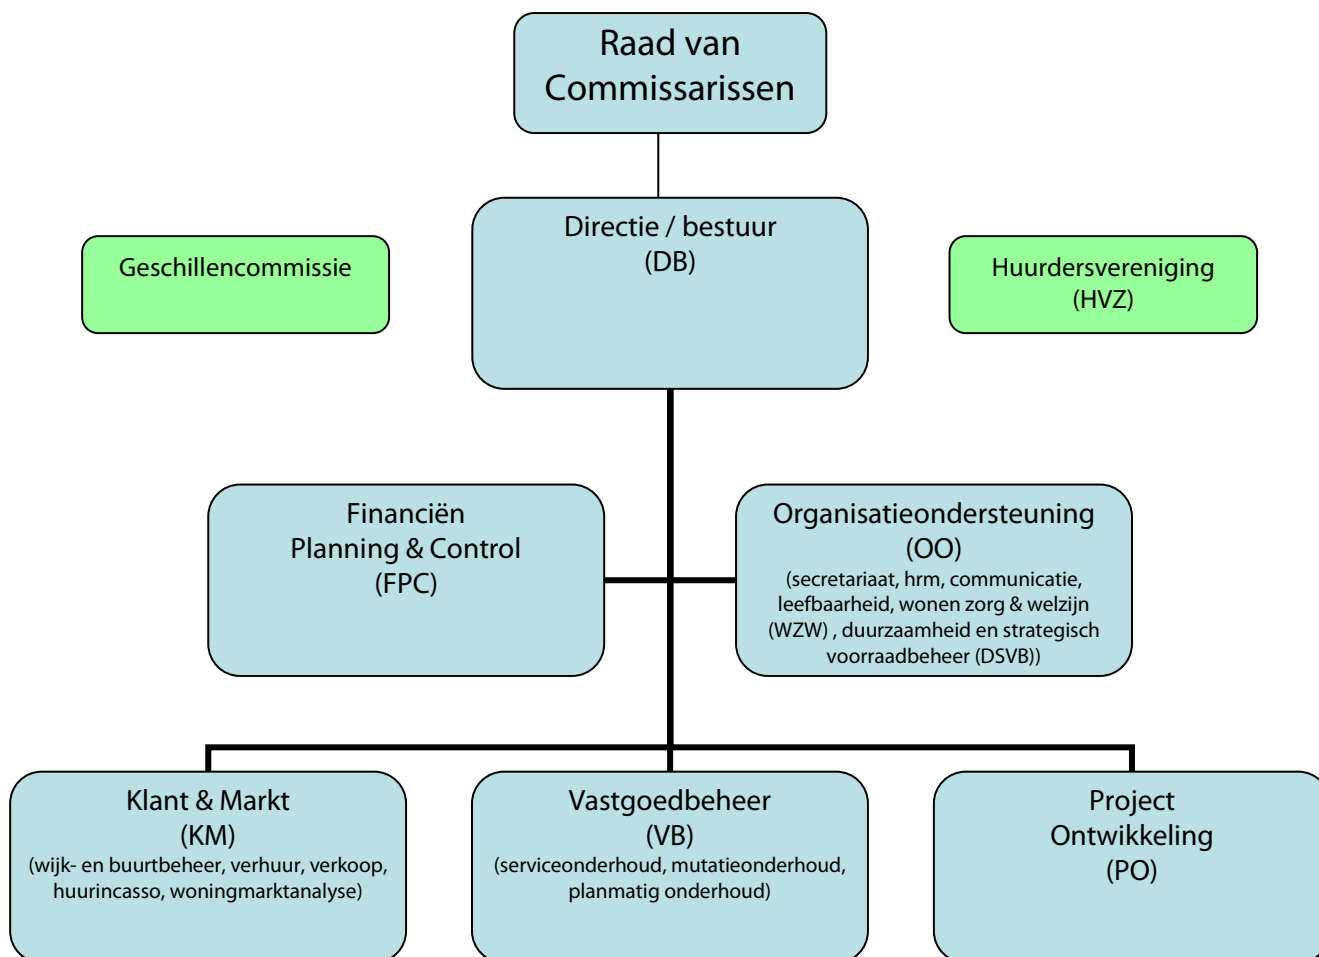 Raad van
Commissarissen
Directie / bestuur
(DB)
Geschillencommissie
Huurdersvereniging
(HVZ)
Financiën
Planning & Control
(FPC)
Organisatieondersteuning
(OO)
(secretariaat, hrm, communicatie,
leefbaarheid, wonen zorg & welzijn
(WZW) , duurzaamheid en strategisch
voorraadbeheer (DSVB))
Klant & Markt
(KM)
(wijk- en buurtbeheer, verhuur, verkoop,
huurincasso, woningmarktanalyse)
Vastgoedbeheer
(VB)
(serviceonderhoud, mutatieonderhoud,
planmatig onderhoud)
Project
Ontwikkeling
(PO)